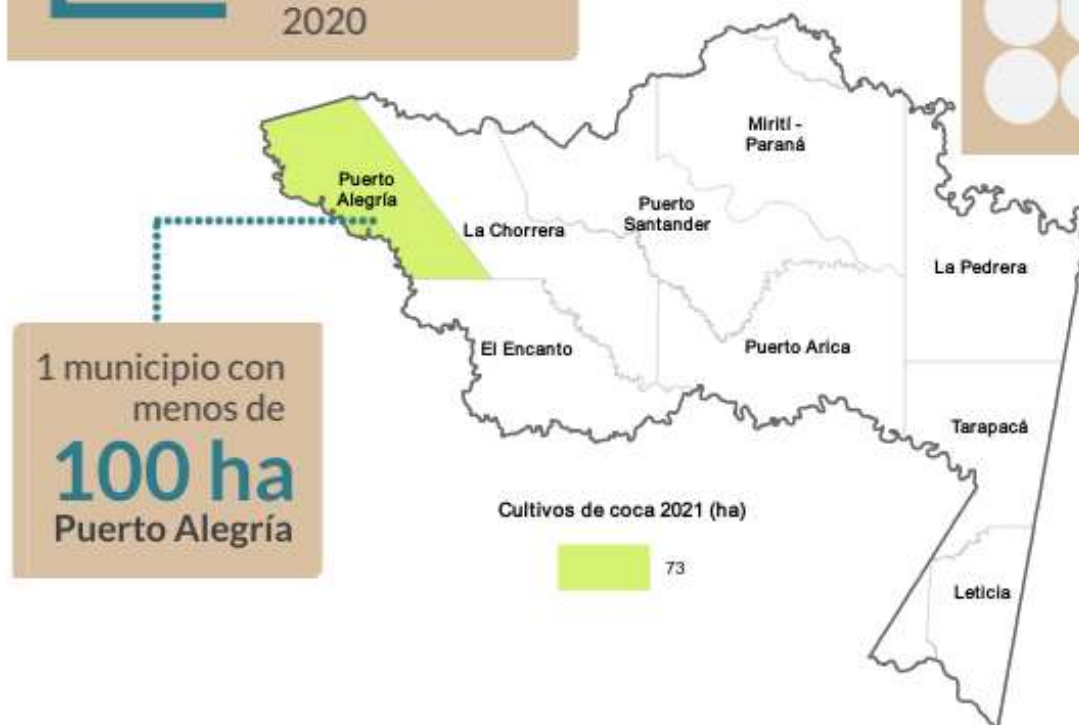 2020
Mirití -
Paraná
Puerto
Alegría
Puerto
Santander
La Chorrera
La Pedrera
1 municipio con
menos de
100 ha
Puerto Alegría
El Encanto
Puerto Arica
Tarapacá
Cultivos de coca 2021 (ha)
73
Leticia